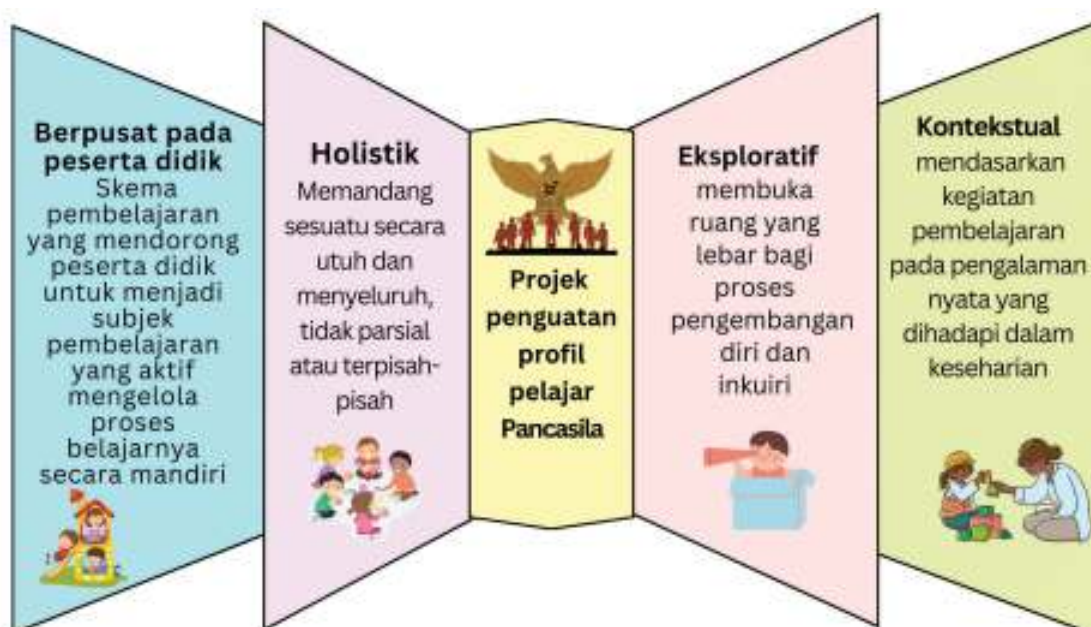 Berpusat pada
peserta didik
Skema
pembelajaran
yang mendorong
peserta didik
untuk menjadi
subjek
pembelajaran
yang aktif
mengelola
proses
belajarnya
secara mandiri
Holistik
Memandang
sesuatu secara
utuh dan
menyeluruh,
tidak parsial
atau terpisah-
pisah
Projek
penguatan
profil
pelajar
Pancasila
Eksploratif
membuka
ruang yang
lebar bagi
proses
pengembangan
diri dan
inkuiri
Kontekstual
mendasarkan
kegiatan
pembelajaran
pada pengalaman
nyata yang
dihadapi dalam
keseharian